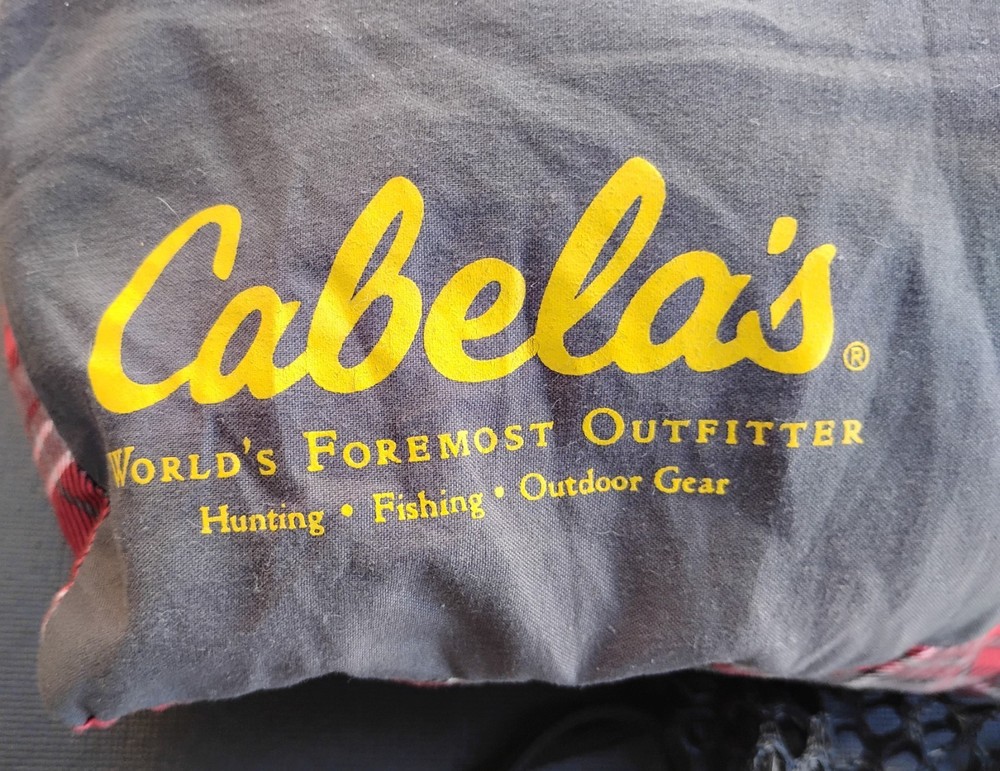 Cabela's®
WORLD'S FOREMOST OUTFITTER
Hunting • Fishing • Outdoor Gear